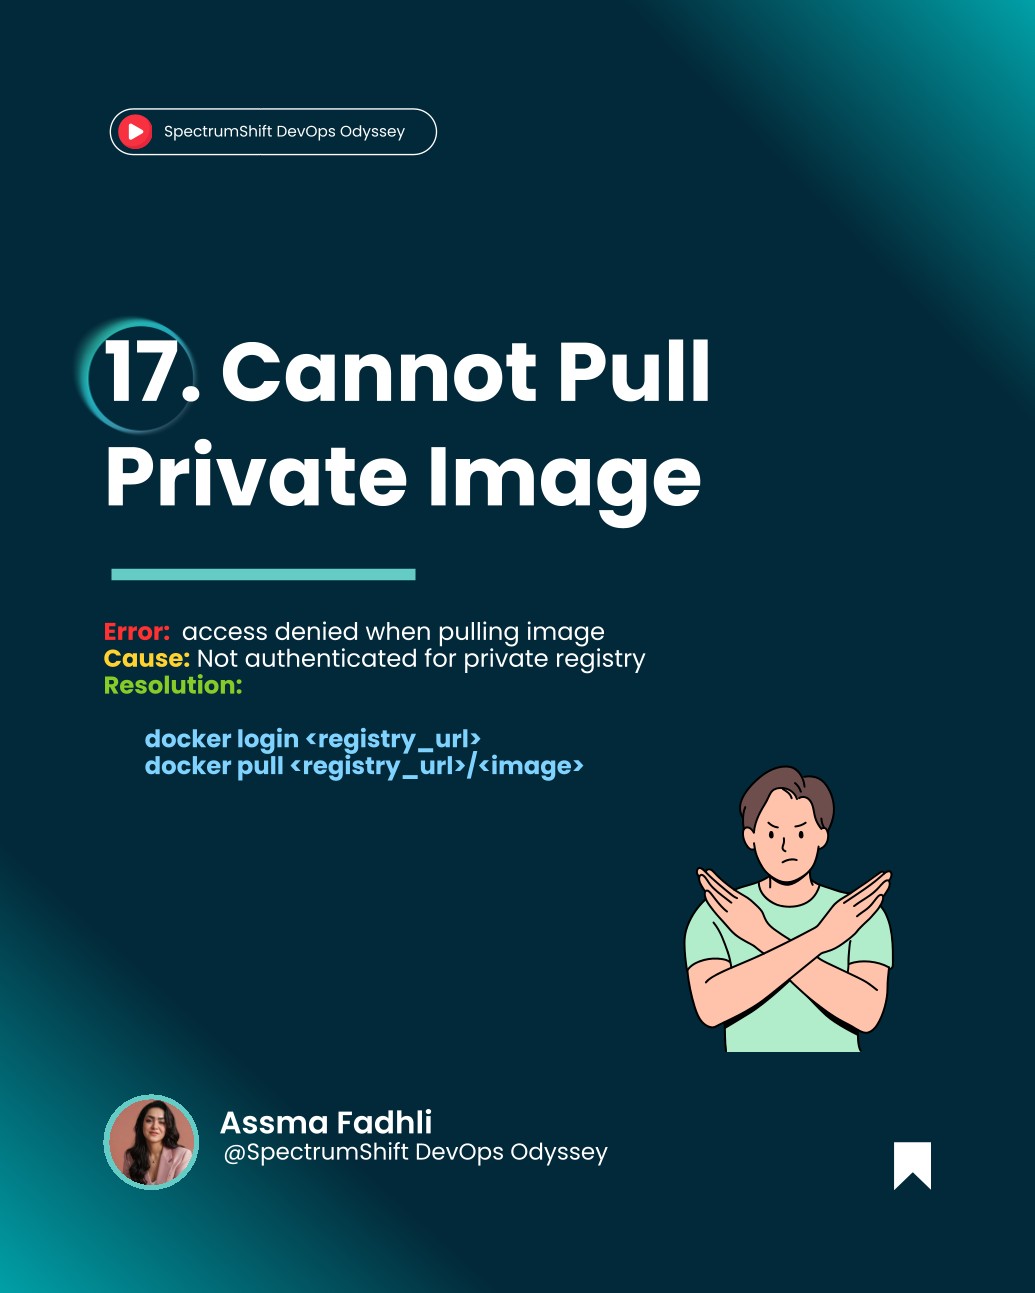 SpectrumShift DevOps Odyssey
17. Cannot Pull
Private Image
Error: access denied when pulling image
Cause: Not authenticated for private registry
Resolution:
docker login <registry_url>
docker pull <registry_url>/<image>
Assma Fadhli
@SpectrumShift DevOps Odyssey